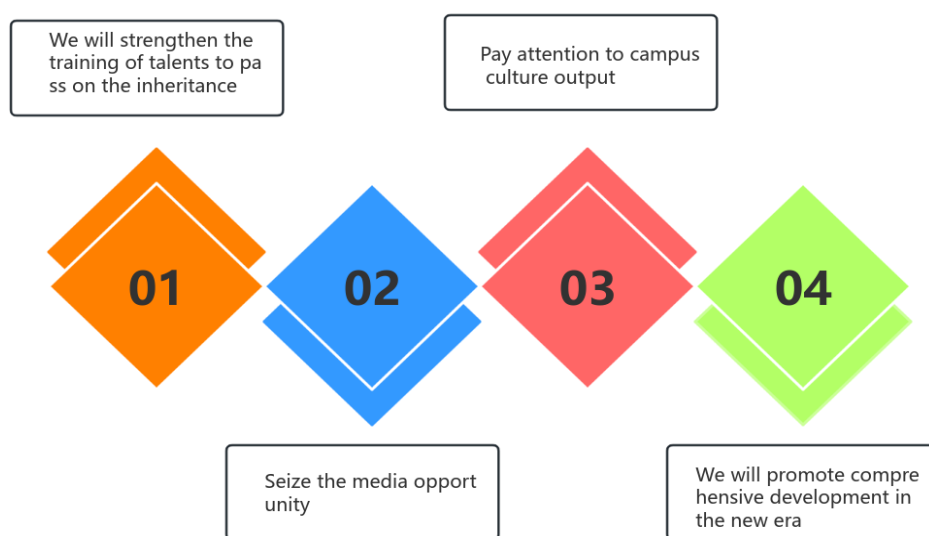 We will strengthen the
training of talents to pa
ss on the inheritance
Pay attention to campus
culture output
01
02
03
04
Seize the media opport
unity
We will promote compre
hensive development in
the new era